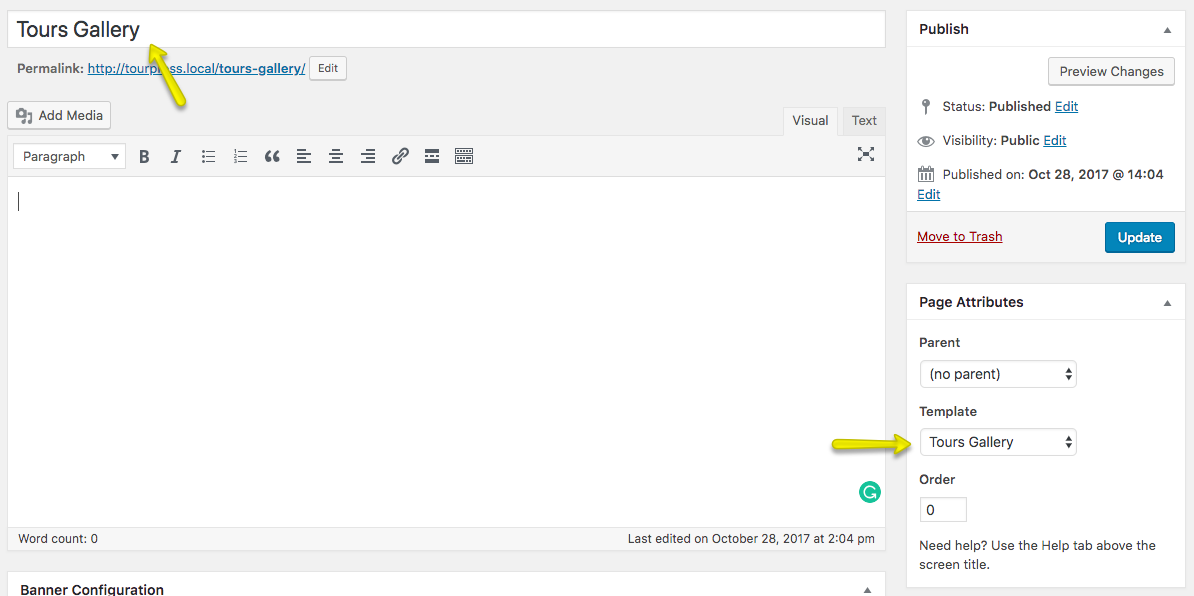 Tours Gallery
Permalink: http://tourpress.local/tours-gallery/ Edit
Add Media
Visual Text
Paragraph B I
Word count: 0 Last edited on October 28, 2017 at 2:04 pm
Banner Configuration
Publish
Preview Changes
Status: Published Edit
Visibility: Public Edit
Published on: Oct 28, 2017 @ 14:04
Edit
Move to Trash Update
Page Attributes
Parent
(no parent)
Template
Tours Gallery
Order
0
Need help? Use the Help tab above the
screen title.